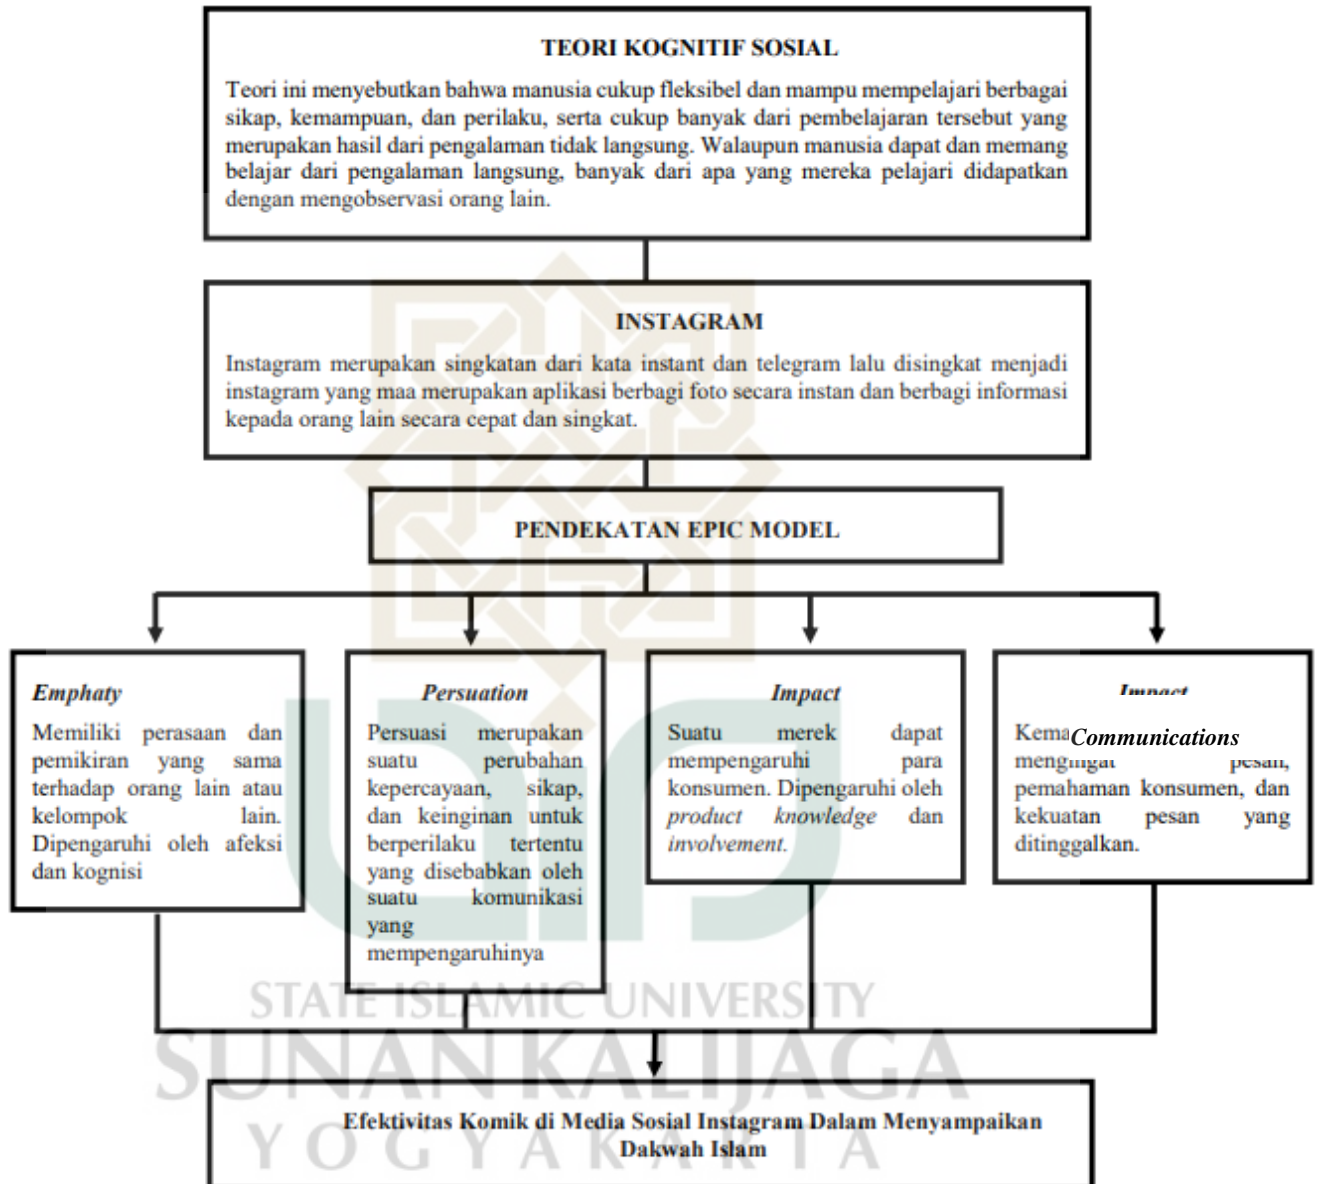 TEORI KOGNITIF SOSIAL
Teori ini menyebutkan bahwa manusia cukup fleksibel dan mampu mempelajari berbagai
sikap, kemampuan, dan perilaku, serta cukup banyak dari pembelajaran tersebut yang
merupakan hasil dari pengalaman tidak langsung. Walaupun manusia dapat dan memang
belajar dari pengalaman langsung, banyak dari apa yang mereka pelajari didapatkan
dengan mengobservasi orang lain.
INSTAGRAM
Instagram merupakan singkatan dari kata instant dan telegram lalu disingkat menjadi
instagram yang maa merupakan aplikasi berbagi foto secara instan dan berbagi informasi
kepada orang lain secara cepat dan singkat.
PENDEKATAN EPIC MODEL
Emphaty
Memiliki perasaan dan
pemikiran yang sama
terhadap orang lain atau
kelompok lain.
Dipengaruhi oleh afeksi
dan kognisi
Persuation
Persuasi merupakan
suatu perubahan
kepercayaan, sikap,
dan keinginan untuk
berperilaku tertentu
yang disebabkan oleh
suatu komunikasi
yang
mempengaruhinya
Impact
Suatu merek dapat
mempengaruhi para
konsumen. Dipengaruhi oleh
product knowledge dan
involvement.
Impact
Communications
mengingat pesan,
pemahaman konsumen, dan
kekuatan pesan yang
ditinggalkan.
STATE ISLAMIC UNIVERSITY
SUNAN KALIJAGA
YOGYAKARTA
Efektivitas Komik di Media Sosial Instagram Dalam Menyampaikan
Dakwah Islam